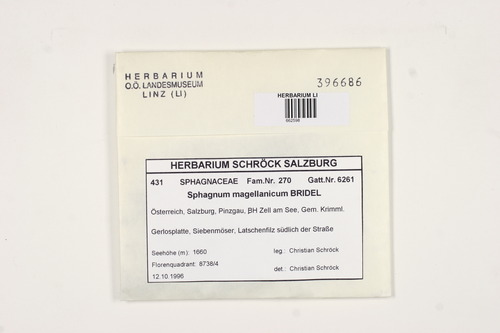 HERBARIUM
O.Ö. LANDESMUSEUM
LINZ (LI)
396686
HERBARIUM LI
HERBARIUM SCHRÖCK SALZBURG
431 SPHAGNACEAE Fam.Nr. 270 Gatt.Nr. 6261
Sphagnum magellanicum BRIDEL
Österreich, Salzburg, Pinzgau, BH Zell am See, Gem. Krimml.
Gerlosplatte, Siebenmöser, Latschenfilz südlich der Straße
Seehöhe (m): 1660 leg.: Christian Schröck
Florenquadrant: 8738/4
det.: Christian Schröck
12.10.1996